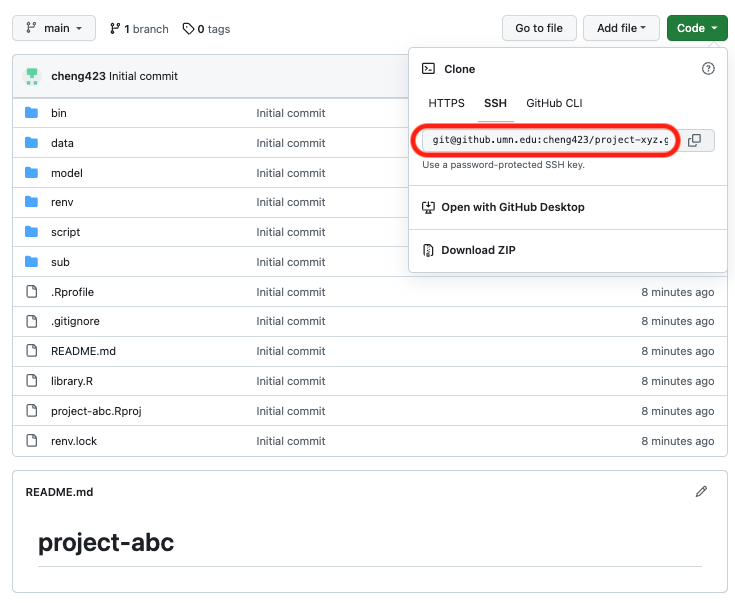 main 1 branch 0 tags Go to file Add file Code
cheng423 Initial commit
Clone
HTTPS SSH GitHub CLI
git@github.umn.edu:cheng423/project-xyz.g
Use a password-protected SSH key.
Open with GitHub Desktop
Download ZIP
bin Initial commit
data Initial commit
model Initial commit
renv Initial commit
script Initial commit
sub Initial commit
.Rprofile Initial commit 8 minutes ago
.gitignore Initial commit 8 minutes ago
README.md Initial commit 8 minutes ago
library.R Initial commit 8 minutes ago
project-abc.Rproj Initial commit 8 minutes ago
renv.lock Initial commit 8 minutes ago
README.md
project-abc